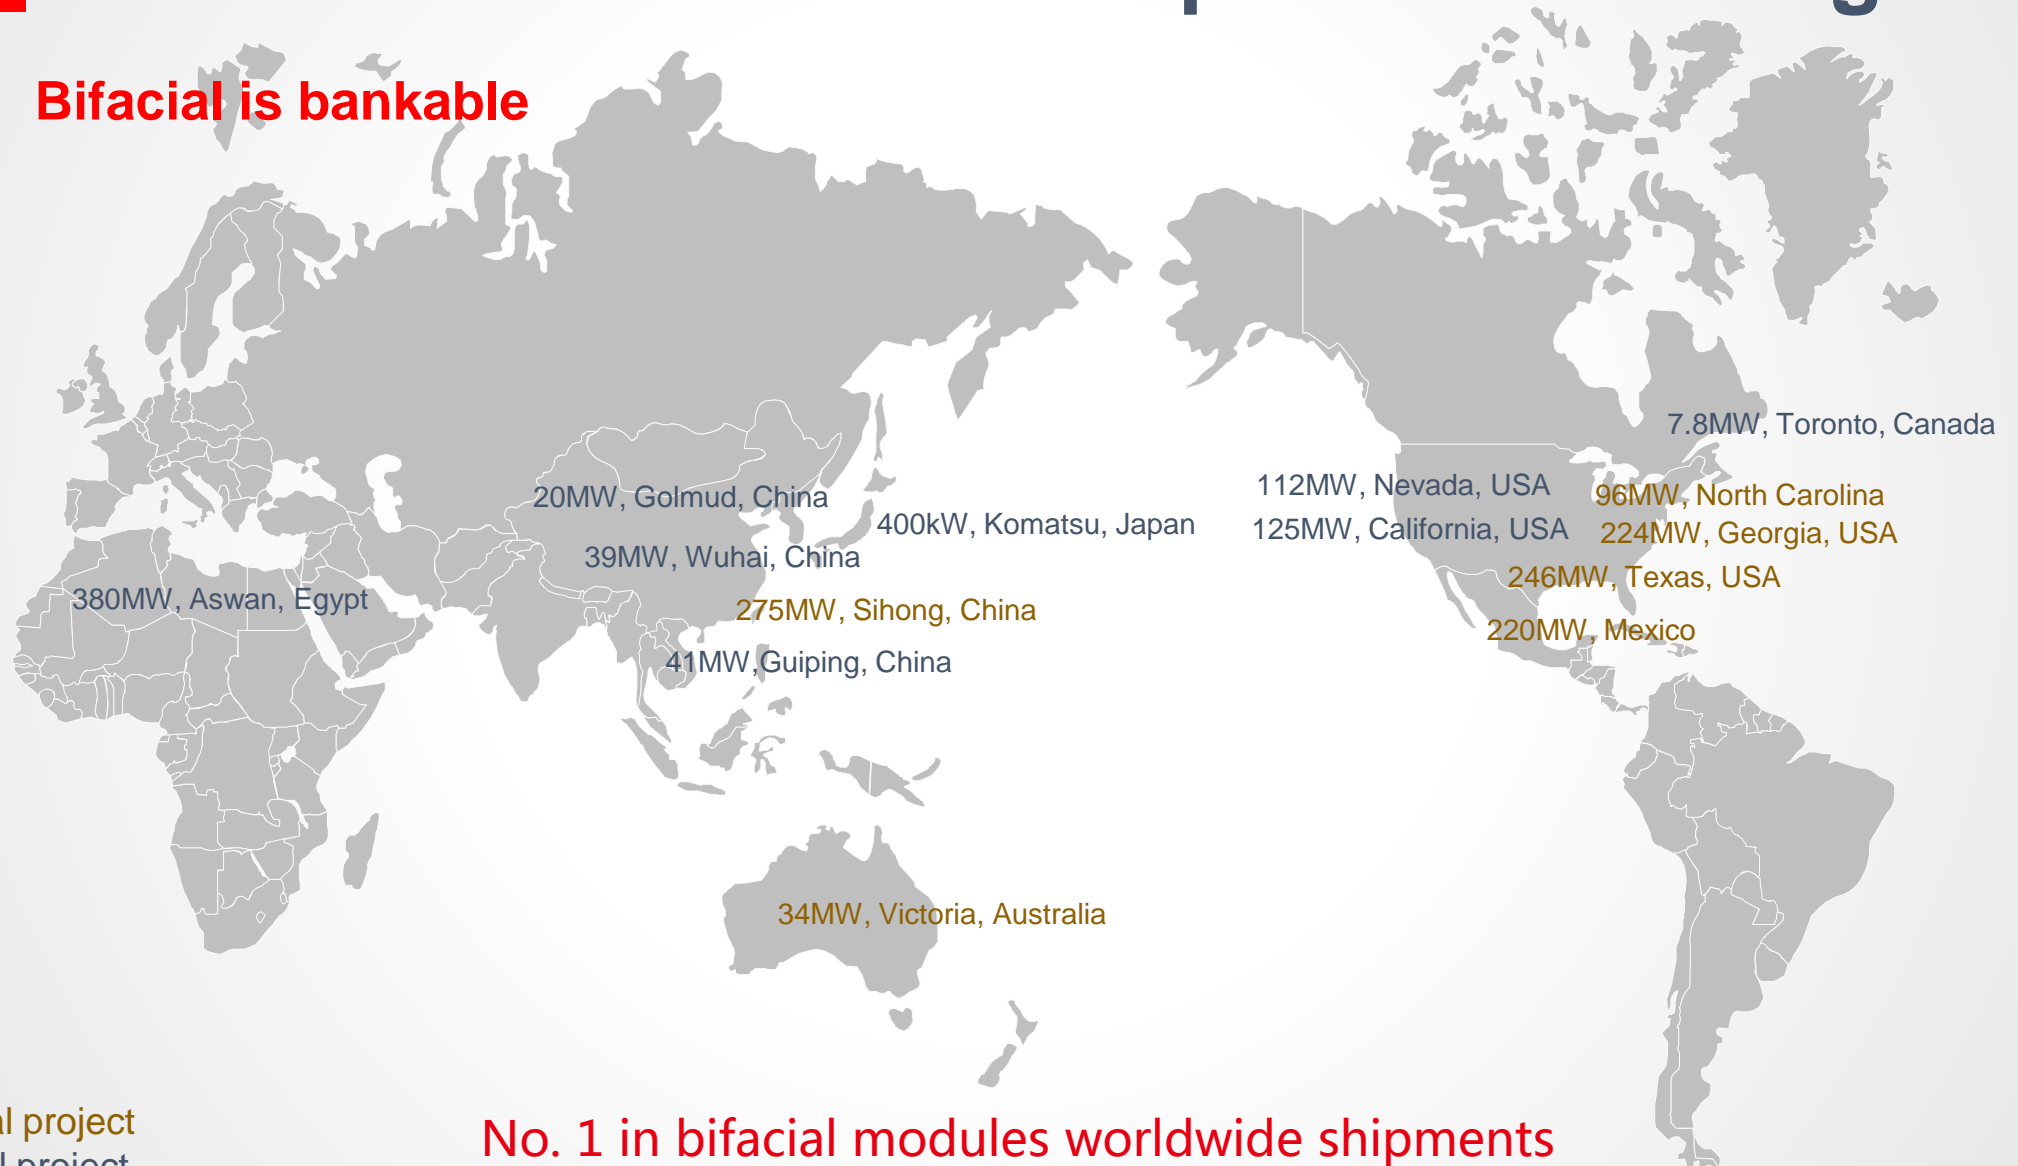 Bifacial is bankable
7.8MW, Toronto, Canada
112MW, Nevada, USA
96MW, North Carolina
20MW, Golmud, China
400kW, Komatsu, Japan
125MW, California, USA
224MW, Georgia, USA
39MW, Wuhai, China
246MW, Texas, USA
380MW, Aswan, Egypt
275MW, Sihong, China
220MW, Mexico
41MW,Guiping, China
34MW, Victoria, Australia
project
project
No. 1 in bifacial modules worldwide shipments